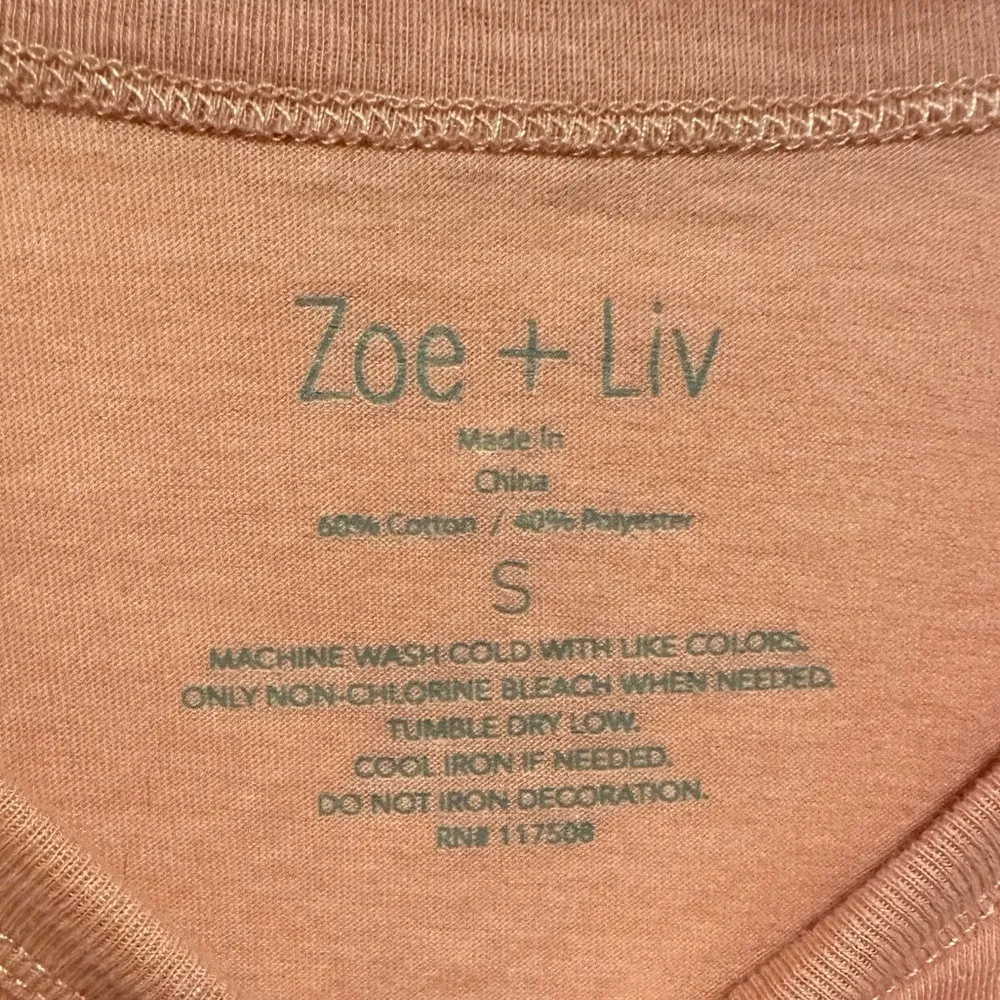 Zoe + Liv
Made in
China
60% Cotton / 40% Polyester
S
MACHINE WASH COLD WITH LIKE COLORS.
ONLY NON-CHLORINE BLEACH WHEN NEEDED.
TUMBLE DRY LOW.
COOL IRON IF NEEDED.
DO NOT IRON DECORATION.
RN# 117508